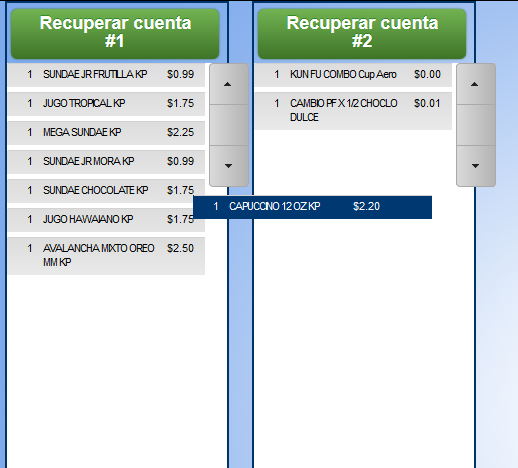 Recuperar cuenta
#1
1 SUNDAE JR FRUTILLA KP $0.99
1 JUGO TROPICAL KP $1.75
1 MEGA SUNDAE KP $2.25
1 SUNDAE JR MORA KP $0.99
1 SUNDAE CHOCOLATE KP $1.75
1 JUGO HAWAIANO KP $1.75
1 AVALANCHA MIXTO OREO $2.50
MM KP
Recuperar cuenta
#2
1 KUN FU COMBO Cup Aero $0.00
1 CAMBIO PF X 1/2 CHOCLO $0.01
DULCE
1 CAPUCCINO 12 OZ KP $2.20